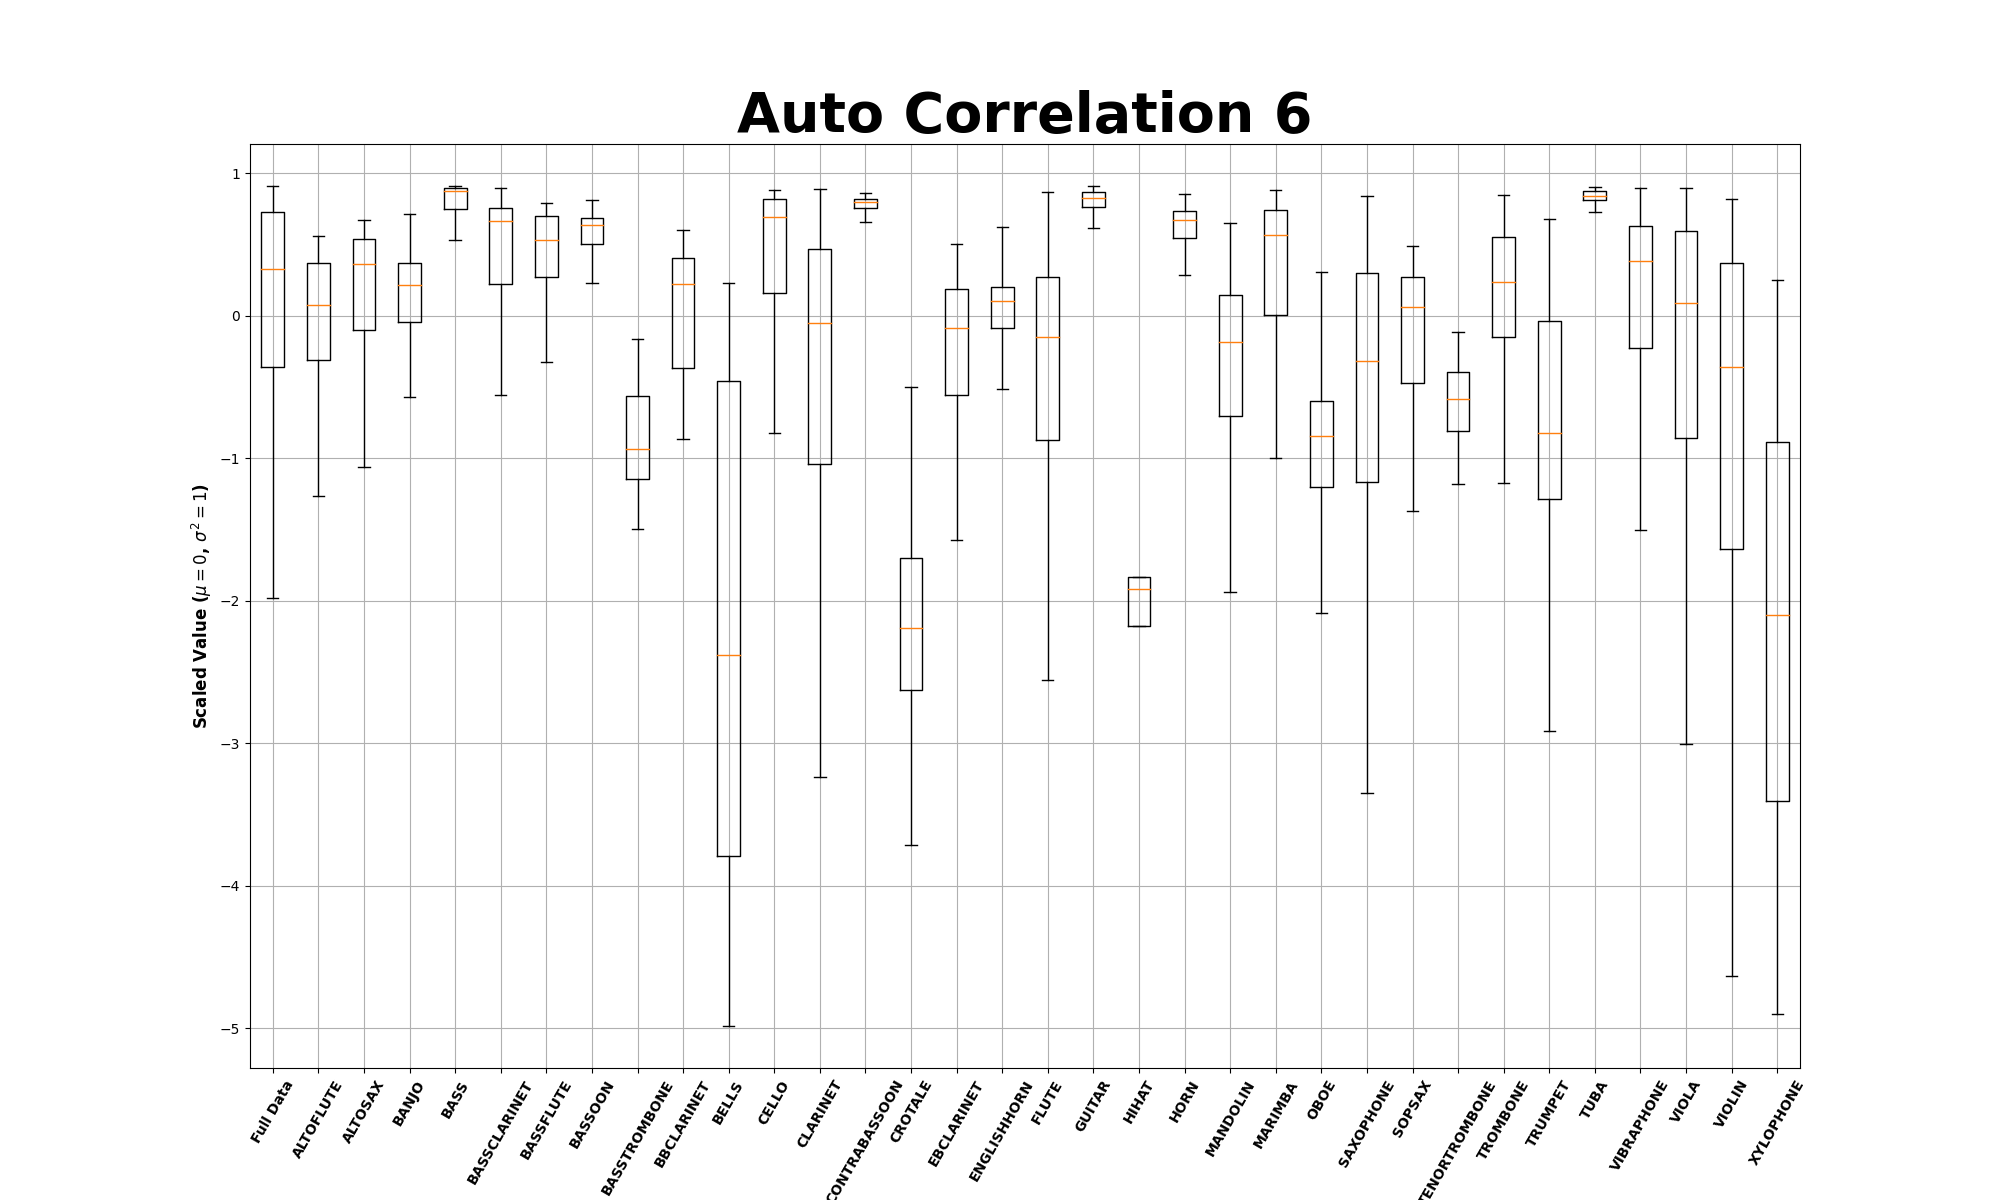 Auto Correlation 6
1
0
−1
−2
−3
−4
−5
Scaled Value (μ = 0, σ² = 1)
Full Data
ALTOFLUTE
ALTOSAX
BANJO
BASS
BASSCLARINET
BASSFLUTE
BASSOON
BASSTROMBONE
BBCLARINET
BELLS
CELLO
CLARINET
CONTRABASSOON
CROTALE
EBCLARINET
ENGLISHHORN
FLUTE
GUITAR
HIHAT
HORN
MANDOLIN
MARIMBA
OBOE
SAXOPHONE
SOPSAX
TENORTROMBONE
TROMBONE
TRUMPET
TUBA
VIBRAPHONE
VIOLA
VIOLIN
XYLOPHONE